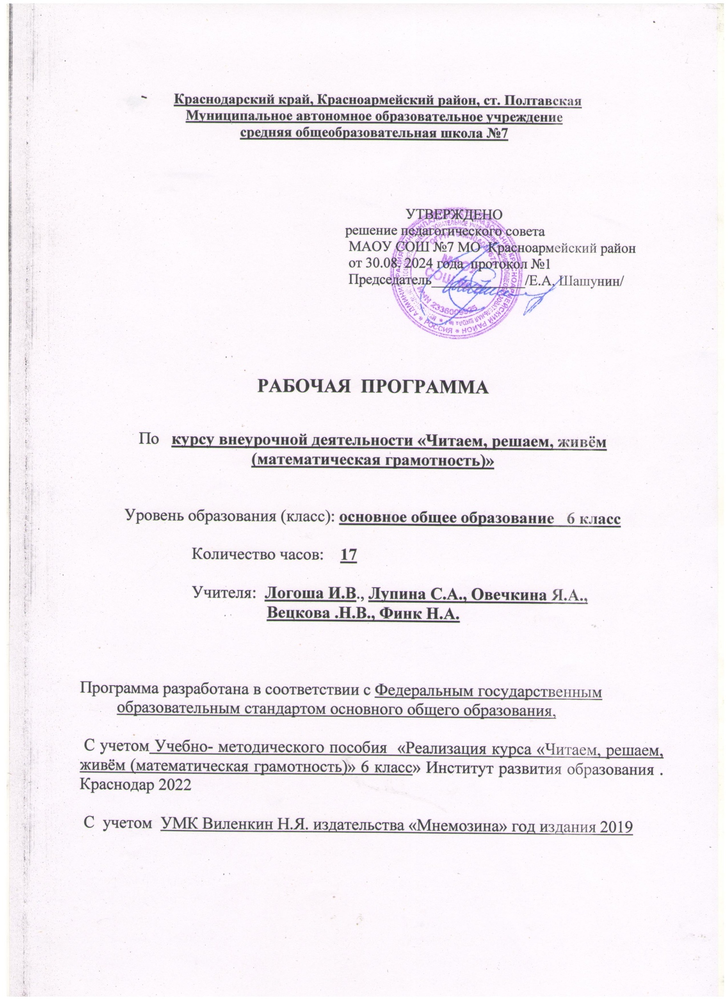 Краснодарский край, Красноармейский район, ст. Полтавская
Муниципальное автономное образовательное учреждение
средняя общеобразовательная школа №7
УТВЕРЖДЕНО
решение педагогического совета
МАОУ СОШ №7 МО Красноармейский район
от 30.08. 2024 года протокол №1
Председатель______________/Е.А. Шашунин/
РАБОЧАЯ ПРОГРАММА
По курсу внеурочной деятельности «Читаем, решаем, живём
(математическая грамотность)»
Уровень образования (класс): основное общее образование 6 класс
Количество часов: 17
Учителя: Логоша И.В., Лупина С.А., Овечкина Я.А.,
Вецкова .Н.В., Финк Н.А.
Программа разработана в соответствии с Федеральным государственным
образовательным стандартом основного общего образования,
С учетом Учебно- методического пособия «Реализация курса «Читаем, решаем,
живём (математическая грамотность)» 6 класс» Институт развития образования .
Краснодар 2022
С учетом УМК Виленкин Н.Я. издательства «Мнемозина» год издания 2019